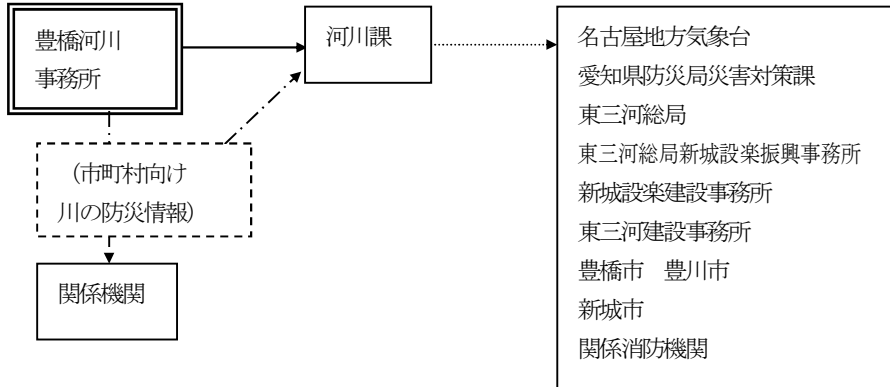 豊橋河川
事務所
河川課
(市町村向け
川の防災情報)
関係機関
名古屋地方気象台
愛知県防災局災害対策課
東三河総局
東三河総局新城設楽振興事務所
新城設楽建設事務所
東三河建設事務所
豊橋市　豊川市
新城市
関係消防機関